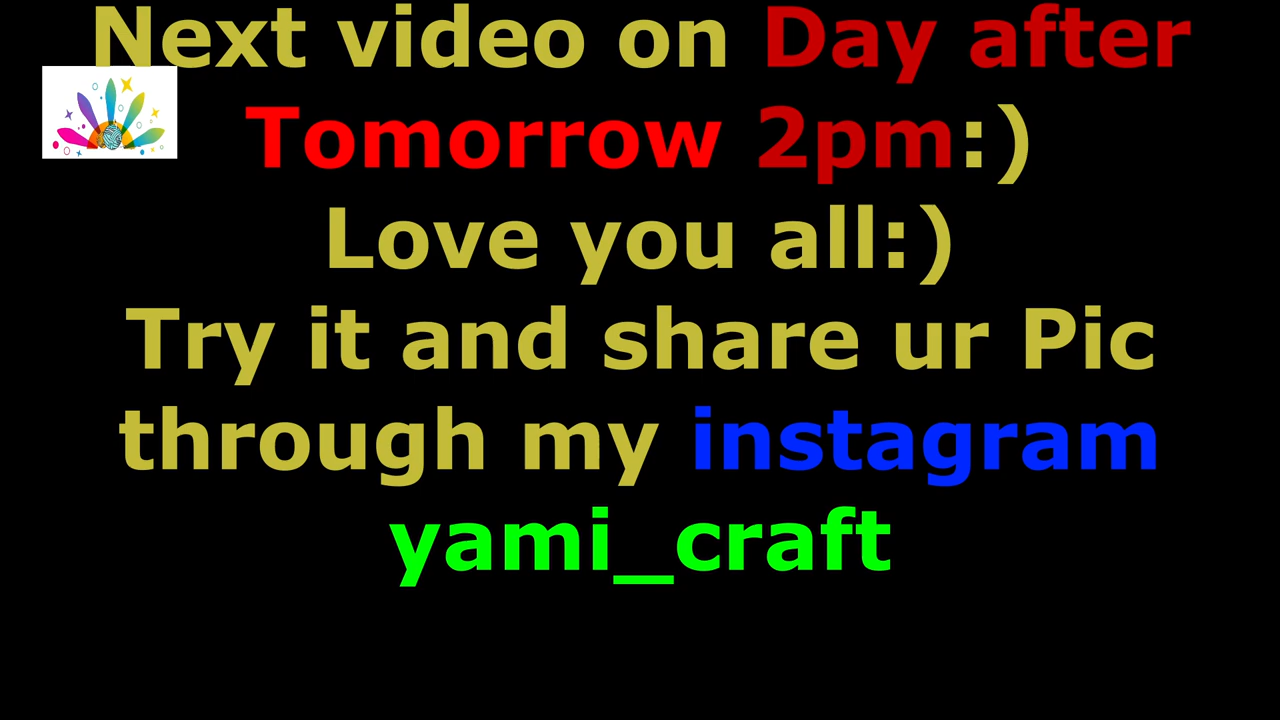 Next video on Day after
Tomorrow 2pm:)
Love you all:)
Try it and share ur Pic
through my instagram
yami_craft